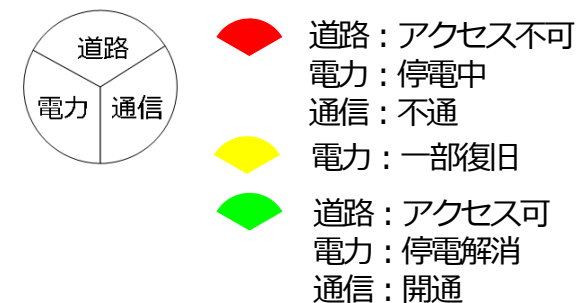 道路
電力
通信
道路：アクセス不可
電力：停電中
通信：不通
電力：一部復旧
道路：アクセス可
電力：停電解消
通信：開通